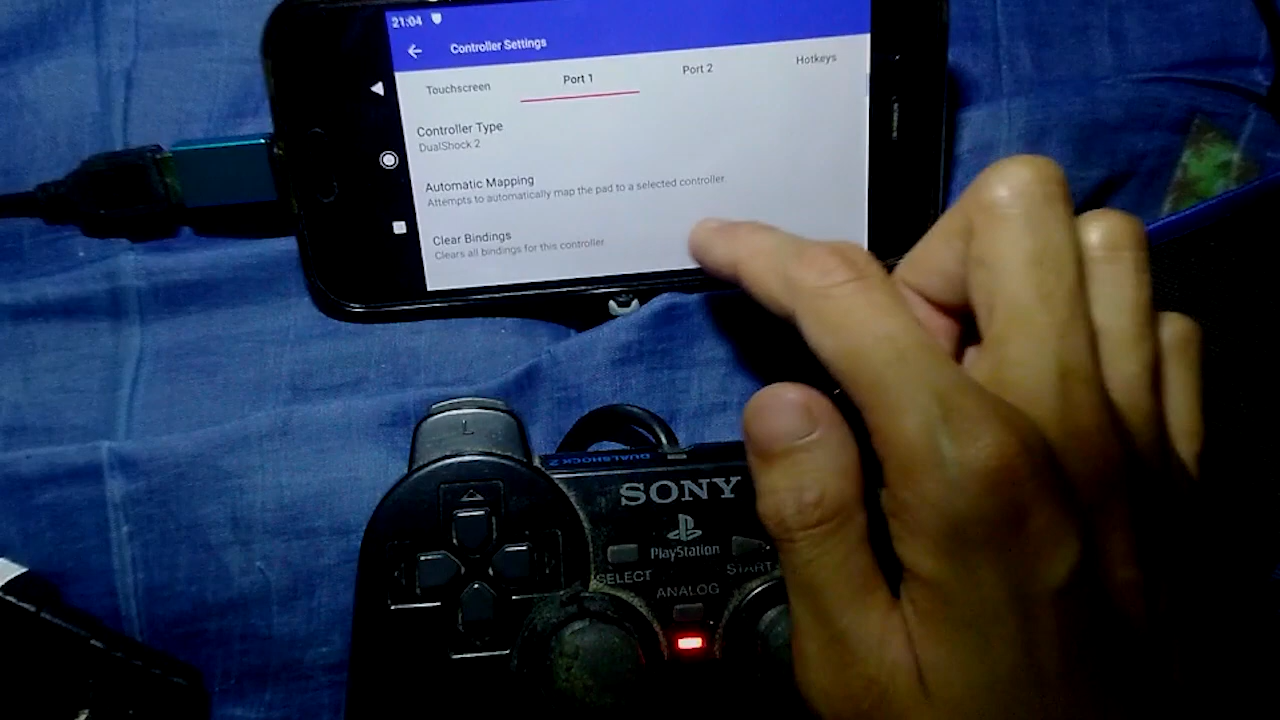 21:04
Controller Settings
Touchscreen
Port 1
Port 2
Hotkeys
Controller Type
DualShock 2
Automatic Mapping
Attempts to automatically map the pad to a selected controller.
Clear Bindings
Clears all bindings for this controller
L
DUALSHOCK 2
SONY
PlayStation
SELECT
START
ANALOG